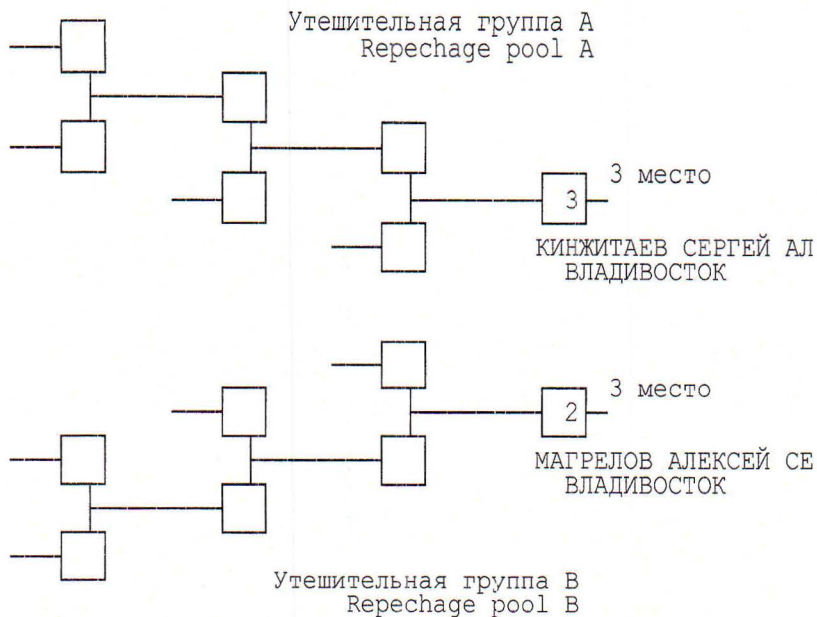 Утешительная группа A
Repechage pool A
3 место
3
КИНЖИТАЕВ СЕРГЕЙ АЛ
ВЛАДИВОСТОК
3 место
2
МАГРЕЛОВ АЛЕКСЕЙ СЕ
ВЛАДИВОСТОК
Утешительная группа B
Repechage pool B